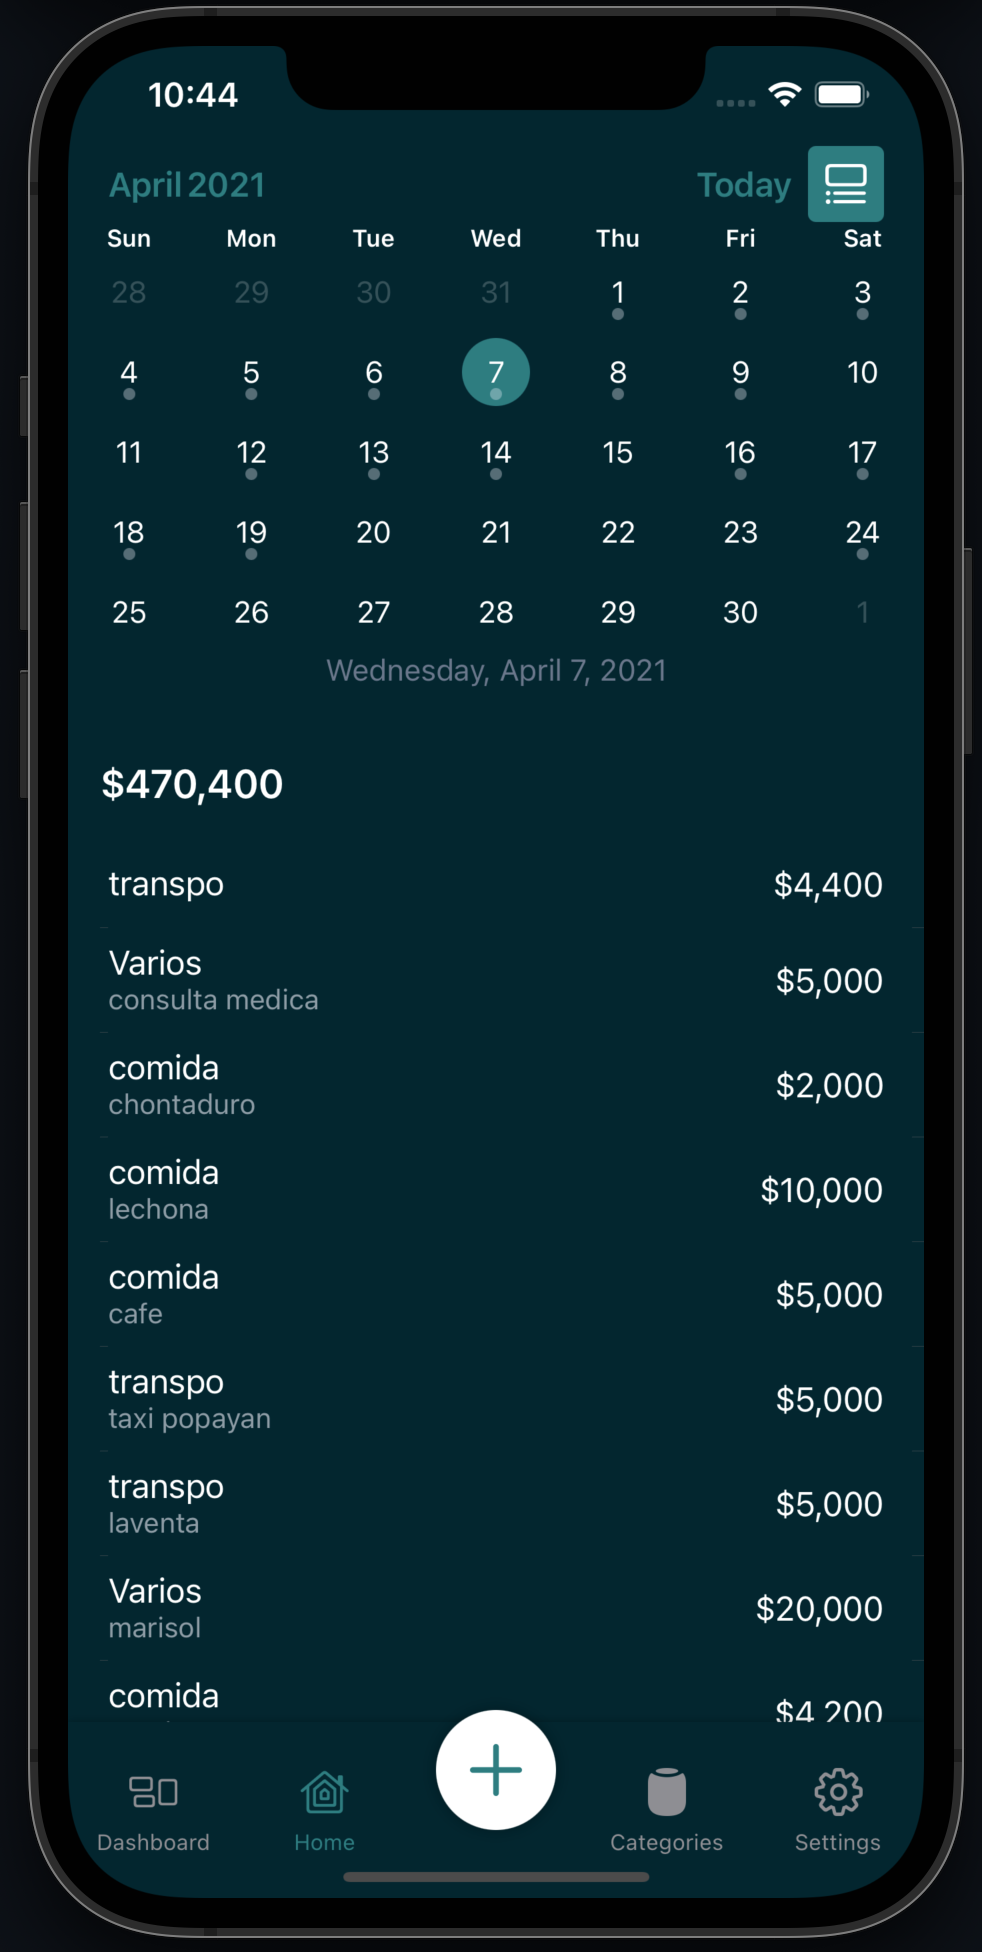 10:44
April 2021 Today
Sun Mon Tue Wed Thu Fri Sat
28 29 30 31 1 2 3
4 5 6 7 8 9 10
11 12 13 14 15 16 17
18 19 20 21 22 23 24
25 26 27 28 29 30 1
Wednesday, April 7, 2021
$470,400
transpo $4,400
Varios
consulta medica
$5,000
comida
chontaduro
$2,000
comida
lechona
$10,000
comida
cafe
$5,000
transpo
taxi popayan
$5,000
transpo
laventa
$5,000
Varios
marisol
$20,000
comida
$4,200
Dashboard Home Categories Settings